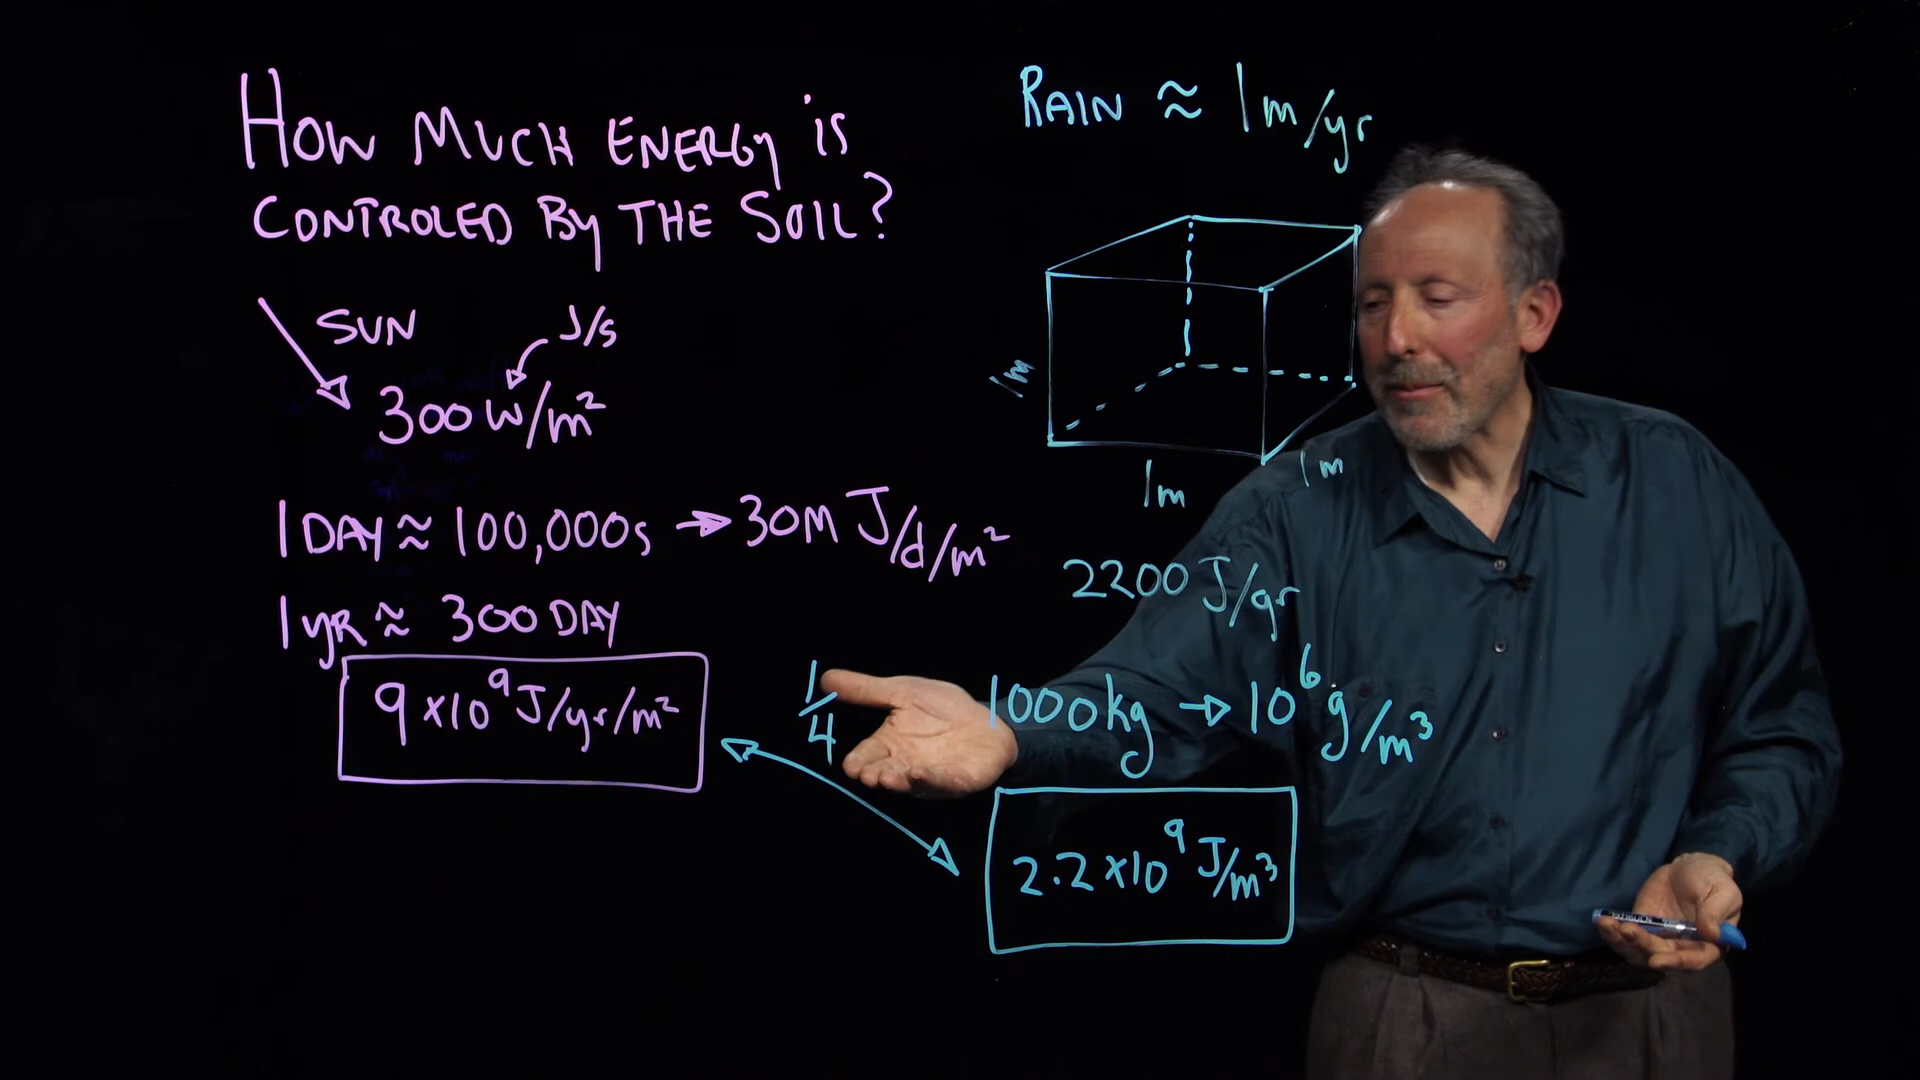 HOW MUCH ENERGY iS
CONTROLED BY THE SOIL?
SUN
J/s
300 W/m²
1 DAY ≈ 100,000s → 30M J/d/m²
1 yR ≈ 300 DAY
9 x10⁹ J/yr/m²
RAIN ≈ 1m/yr
1m
1m
1m
2200 J/gr
1/4
1000kg → 10⁶ g/m³
2.2 x10⁹ J/m³